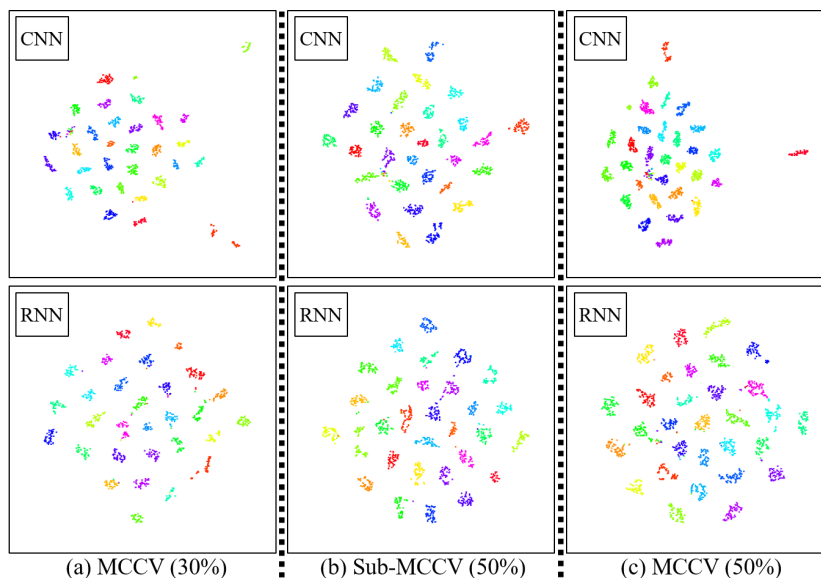 CNN
CNN
CNN
RNN
RNN
RNN
(a) MCCV (30%)
(b) Sub-MCCV (50%)
(c) MCCV (50%)